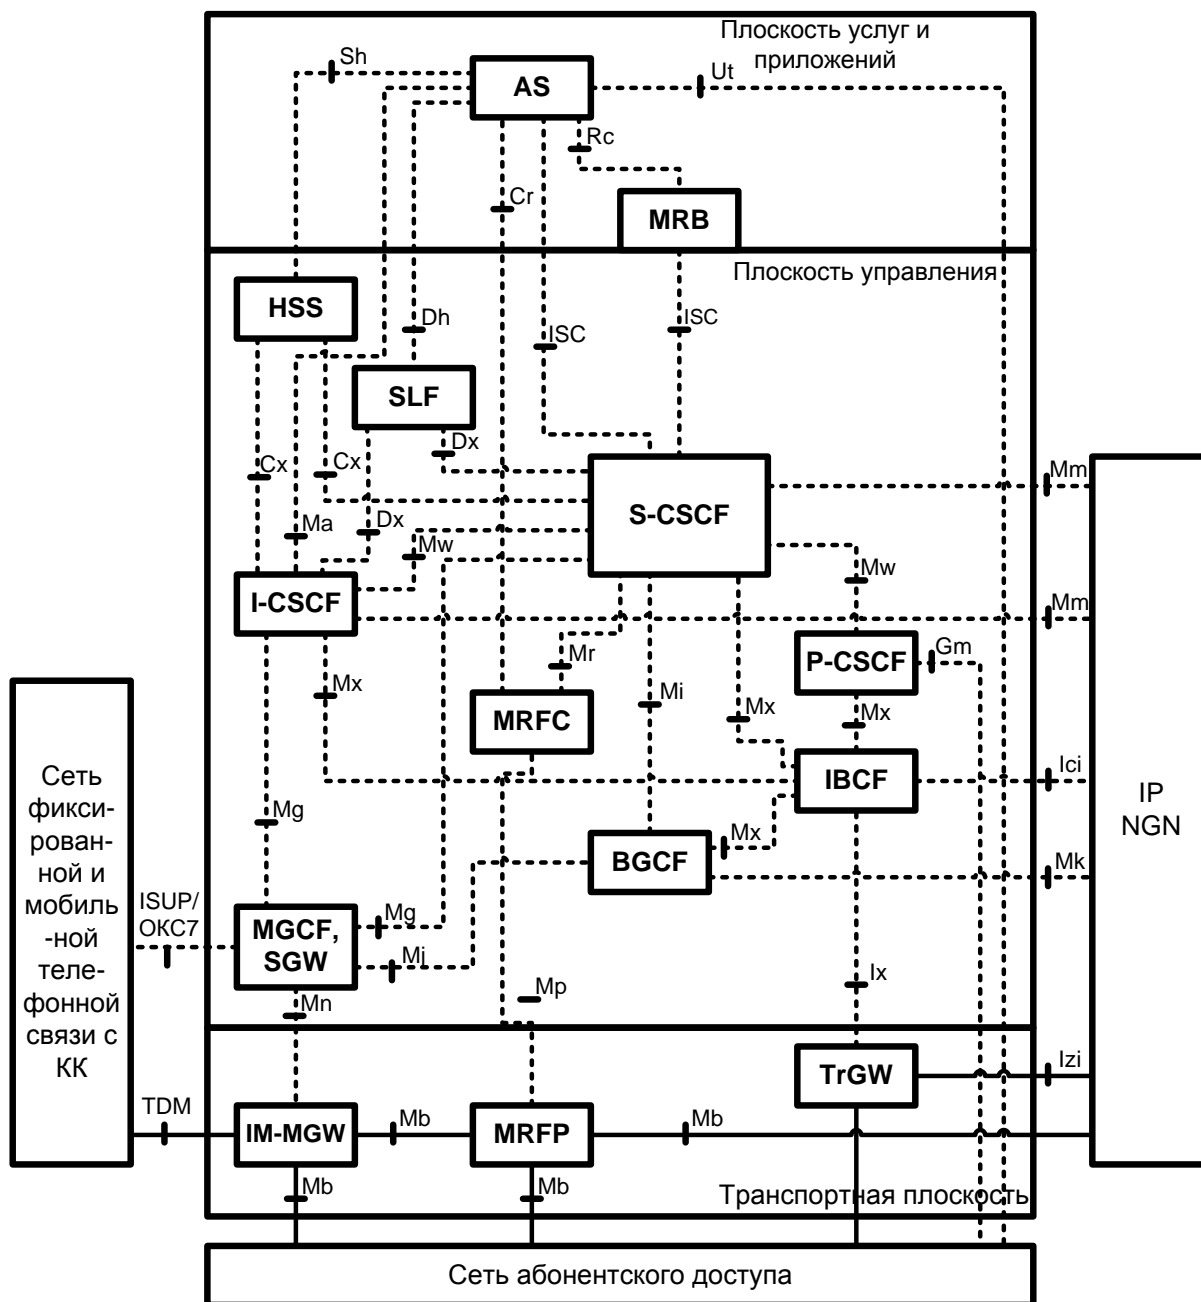 Плоскость услуг и
приложений
Sh
AS
Ut
Rc
Cr
MRB
Плоскость управления
HSS
Dh
ISC
ISC
SLF
Dx
Cx
Cx
S-CSCF
Mm
Ma
Dx
Mw
Mw
I-CSCF
Mm
Mr
P-CSCF
Gm
Mx
Mi
Mx
Mx
MRFC
Сеть
фикси-
рован-
ной и
мобиль
-ной
теле-
фонной
связи с
КК
IBCF
Ici
IP
NGN
Mg
Mx
BGCF
Mk
ISUP/
ОКС7
MGCF,
SGW
Mg
Mj
Mn
Mp
Ix
TrGW
Izi
TDM
IM-MGW
Mb
MRFP
Mb
Mb
Mb
Транспортная плоскость
Сеть абонентского доступа